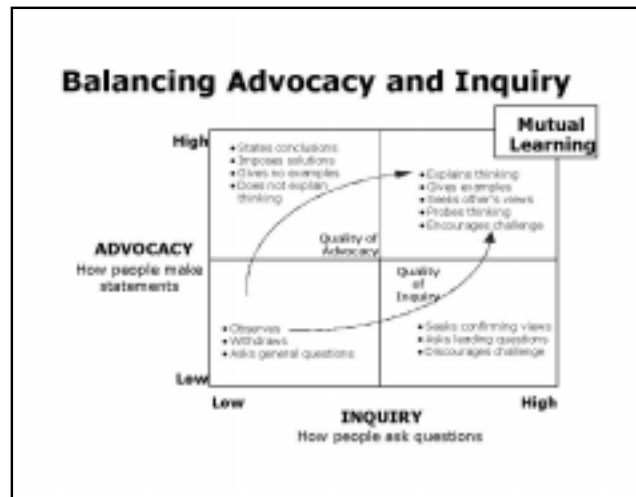 Balancing Advocacy and Inquiry
Mutual
Learning
High
• States conclusions
• Imposes solutions
• Gives no examples
• Does not explain
thinking
• Explains thinking
• Gives examples
• Seeks other's views
• Probes thinking
• Encourages challenge
Quality of
Advocacy
ADVOCACY
How people make
statements
Quality
of
Inquiry
• Observes
• Withdraws
• Asks general questions
• Seeks confirming views
• Asks leading questions
• Discourages challenge
Low
Low
High
INQUIRY
How people ask questions